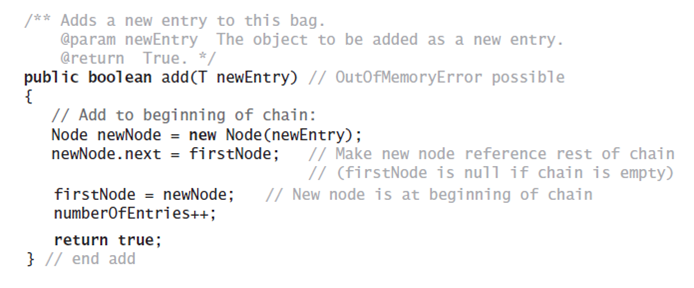 /** Adds a new entry to this bag.
@param newEntry The object to be added as a new entry.
@return True. */
public boolean add(T newEntry) // OutOfMemoryError possible
{
// Add to beginning of chain:
Node newNode = new Node(newEntry);
newNode.next = firstNode; // Make new node reference rest of chain
// (firstNode is null if chain is empty)
firstNode = newNode; // New node is at beginning of chain
numberOfEntries++;
return true;
} // end add